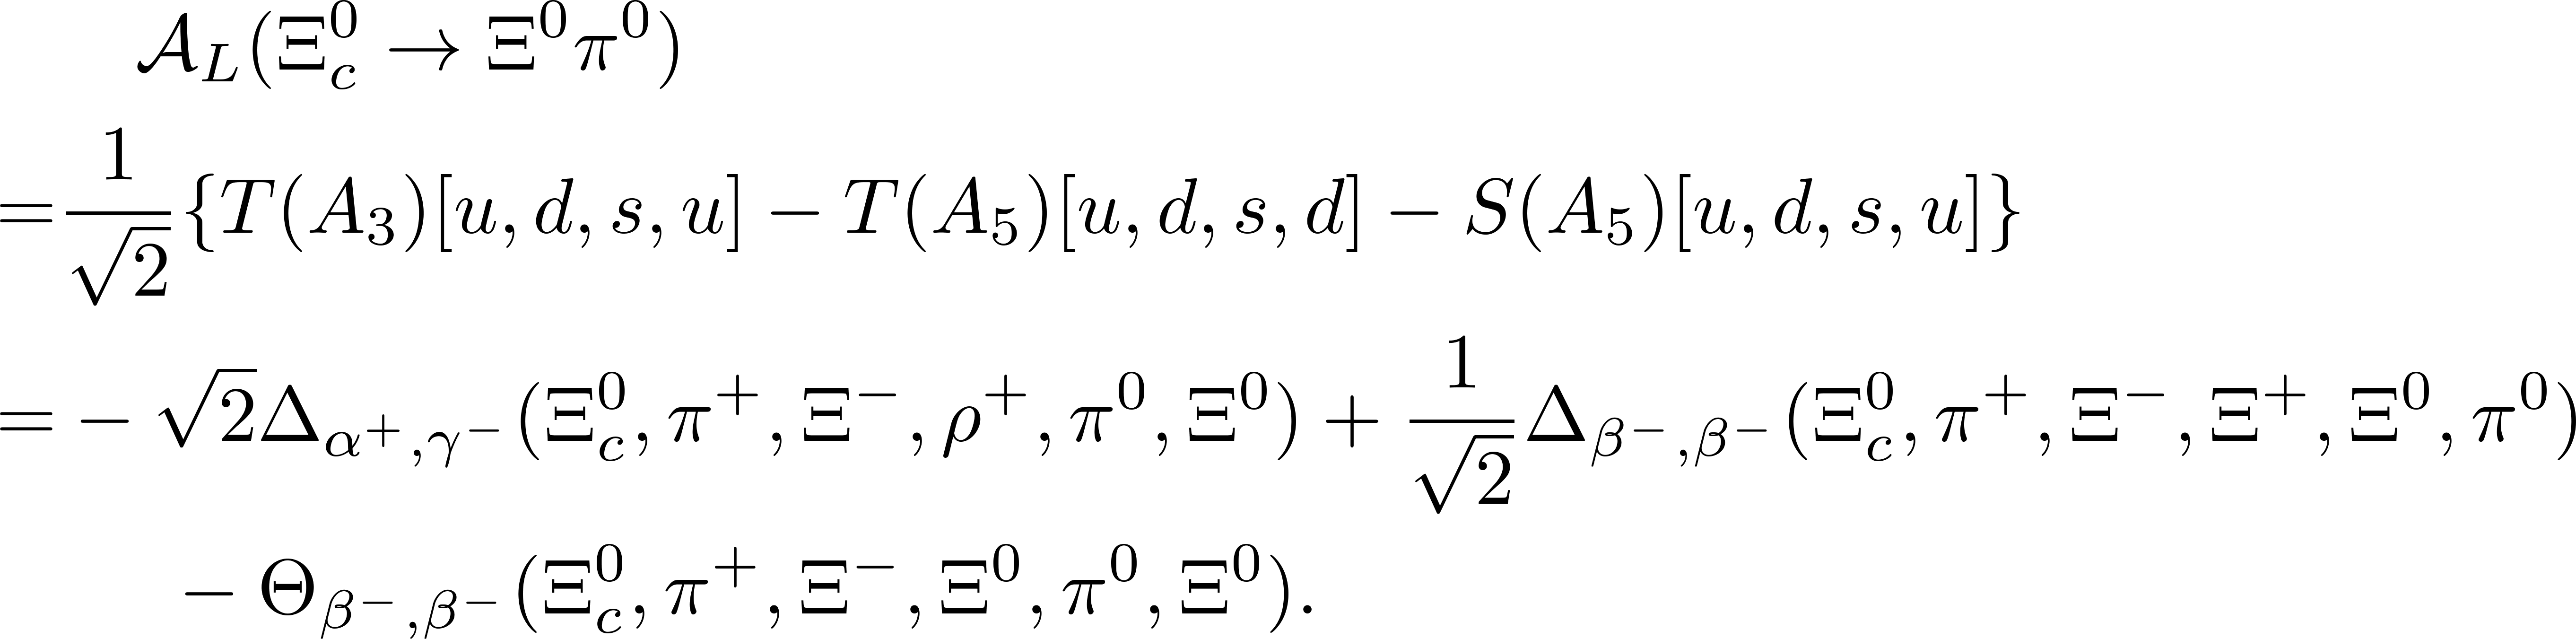 \mathcal{A}_L(\Xi_c^0 \to \Xi^0 \pi^0)
= \frac{1}{\sqrt{2}} \{ T(A_3)[u, d, s, u] - T(A_5)[u, d, s, d] - S(A_5)[u, d, s, u] \}
= - \sqrt{2} \Delta_{\alpha^+, \gamma^-} (\Xi_c^0, \pi^+, \Xi^-, \rho^+, \pi^0, \Xi^0) + \frac{1}{\sqrt{2}} \Delta_{\beta^-, \beta^-} (\Xi_c^0, \pi^+, \Xi^-, \Xi^+, \Xi^0, \pi^0)
- \Theta_{\beta^-, \beta^-} (\Xi_c^0, \pi^+, \Xi^-, \Xi^0, \pi^0, \Xi^0).